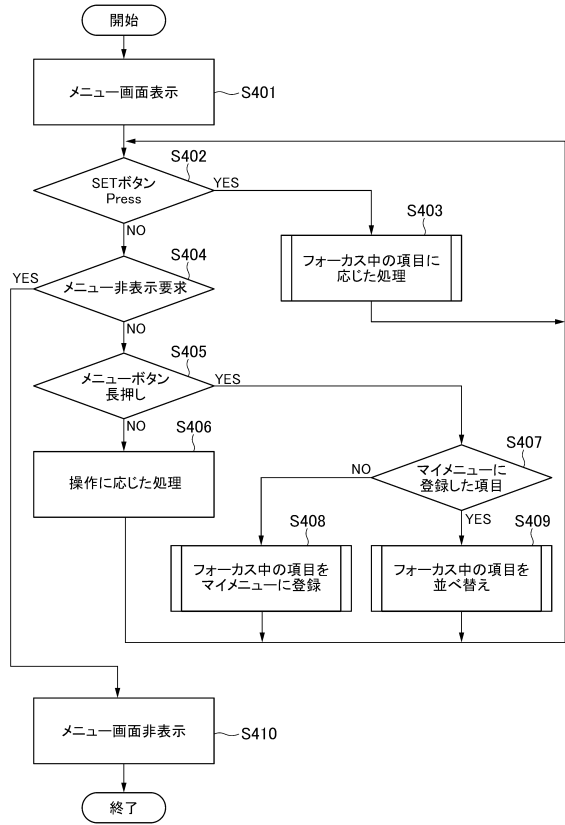 開始
メニュー画面表示
S401
S402
SETボタン
Press
YES
NO
S403
フォーカス中の項目に
応じた処理
S404
YES
メニュー非表示要求
NO
S405
メニューボタン
長押し
YES
NO
S406
操作に応じた処理
S407
マイメニューに
登録した項目
NO
YES
S408
フォーカス中の項目を
マイメニューに登録
S409
フォーカス中の項目を
並べ替え
メニュー画面非表示
S410
終了